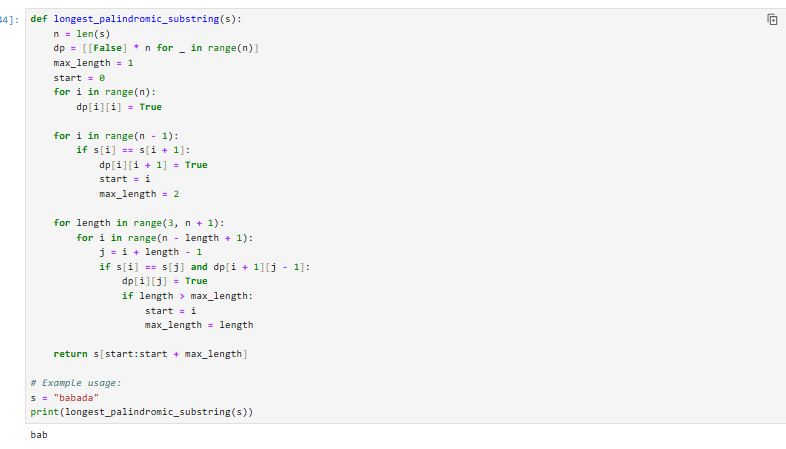 44]: def longest_palindromic_substring(s):
    n = len(s)
    dp = [[False] * n for _ in range(n)]
    max_length = 1
    start = 0
    for i in range(n):
        dp[i][i] = True

    for i in range(n - 1):
        if s[i] == s[i + 1]:
            dp[i][i + 1] = True
            start = i
            max_length = 2

    for length in range(3, n + 1):
        for i in range(n - length + 1):
            j = i + length - 1
            if s[i] == s[j] and dp[i + 1][j - 1]:
                dp[i][j] = True
                if length > max_length:
                    start = i
                    max_length = length

    return s[start:start + max_length]

# Example usage:
s = "babada"
print(longest_palindromic_substring(s))
bab